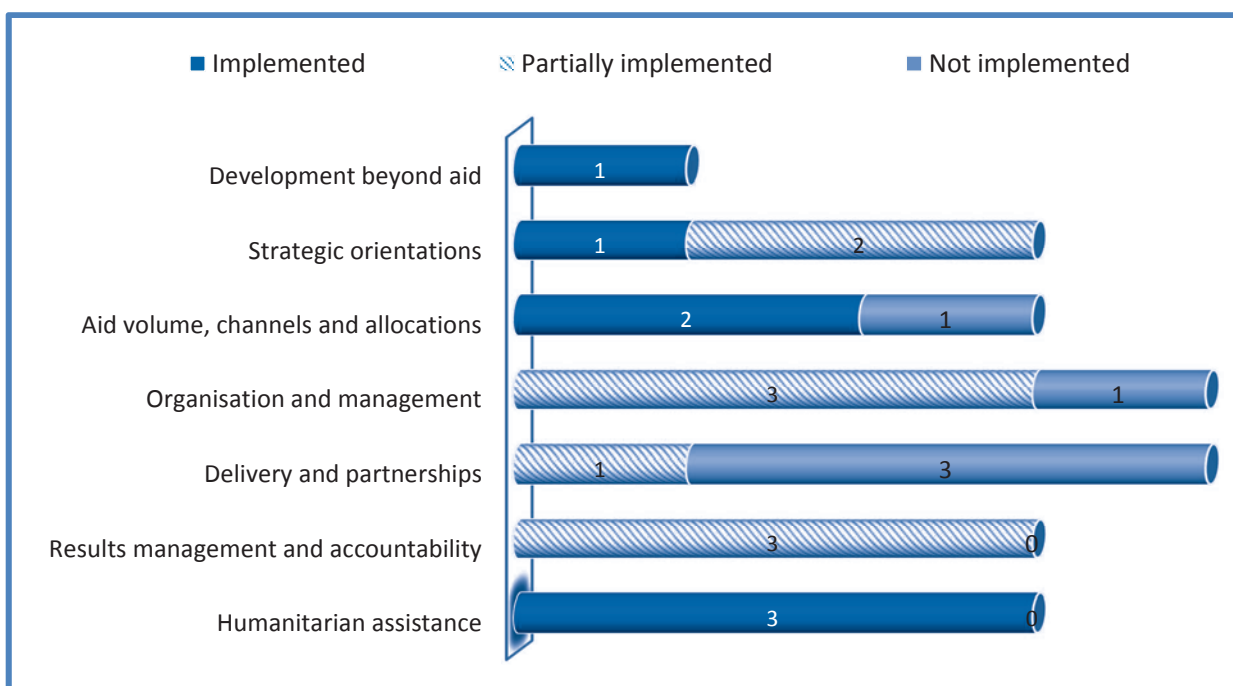 Implemented Partially implemented Not implemented
Development beyond aid 1
Strategic orientations 1 2
Aid volume, channels and allocations 2 1
Organisation and management 3 1
Delivery and partnerships 1 3
Results management and accountability 3 0
Humanitarian assistance 3 0